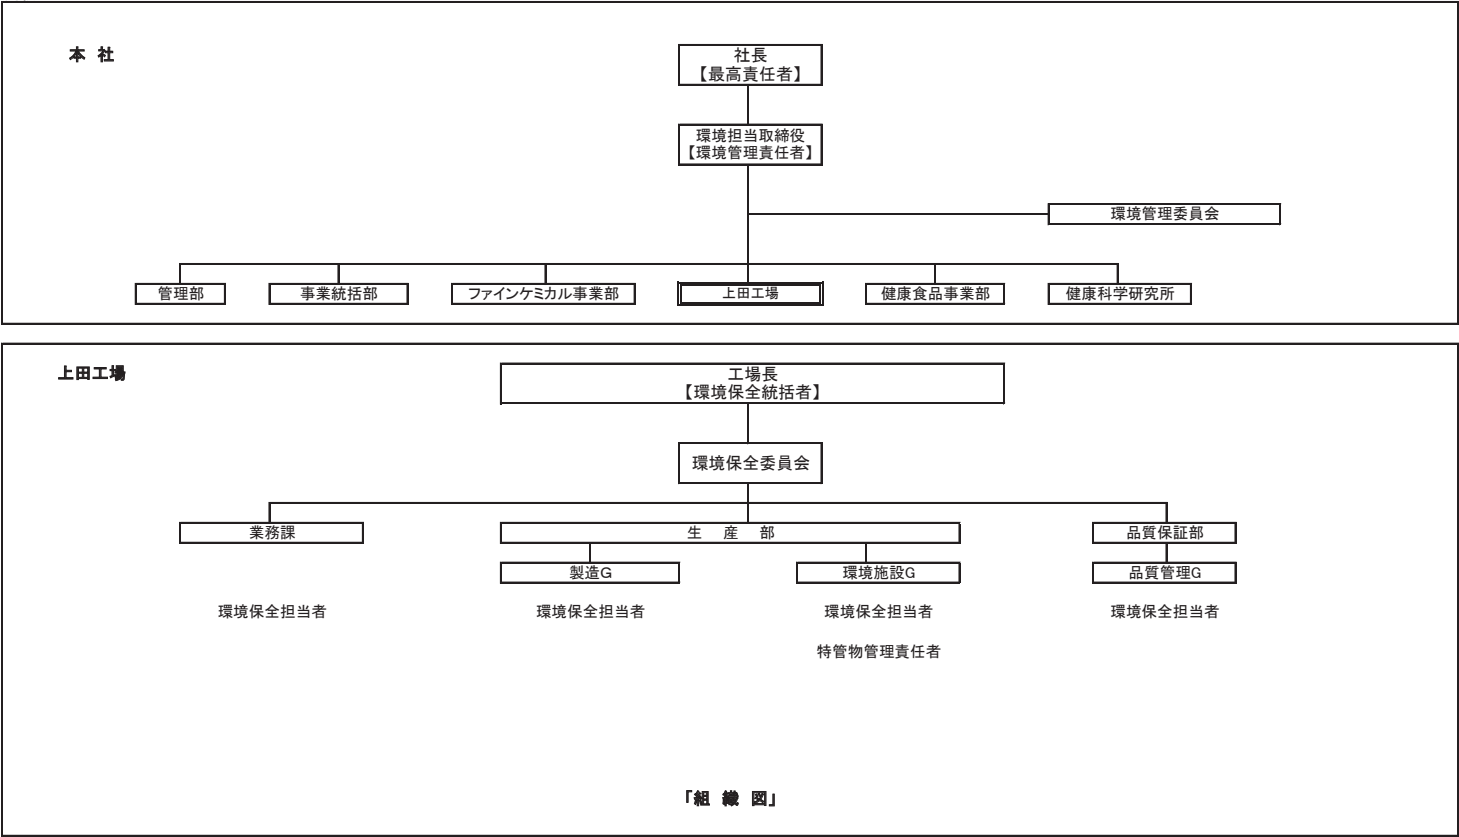 本 社
社長
【最高責任者】
環境担当取締役
【環境管理責任者】
環境管理委員会
管理部
事業統括部
ファインケミカル事業部
上田工場
健康食品事業部
健康科学研究所
上田工場
工場長
【環境保全統括者】
環境保全委員会
業務課
生 産 部
品質保証部
製造G
環境施設G
品質管理G
環境保全担当者
環境保全担当者
環境保全担当者
環境保全担当者
特管物管理責任者
「組 織 図」